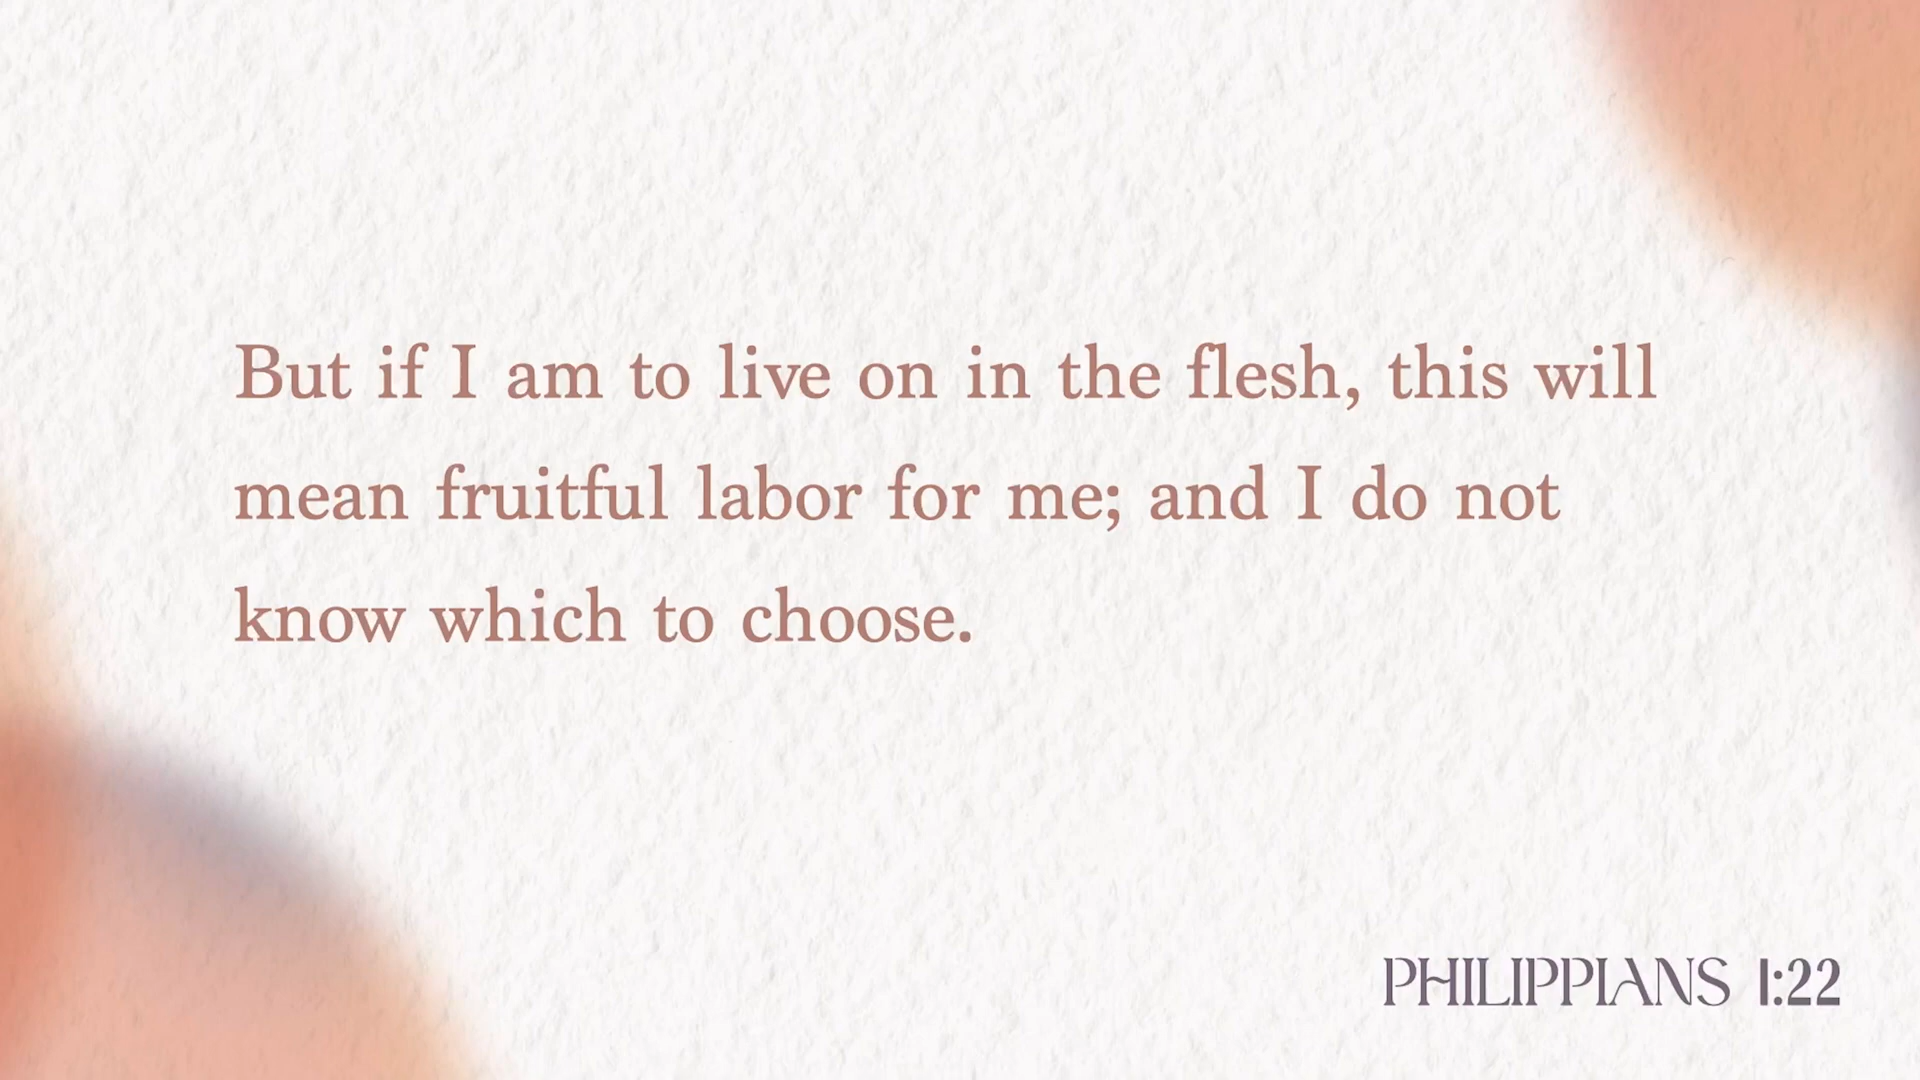 But if I am to live on in the flesh, this will
mean fruitful labor for me; and I do not
know which to choose.
PHILIPPIANS 1:22